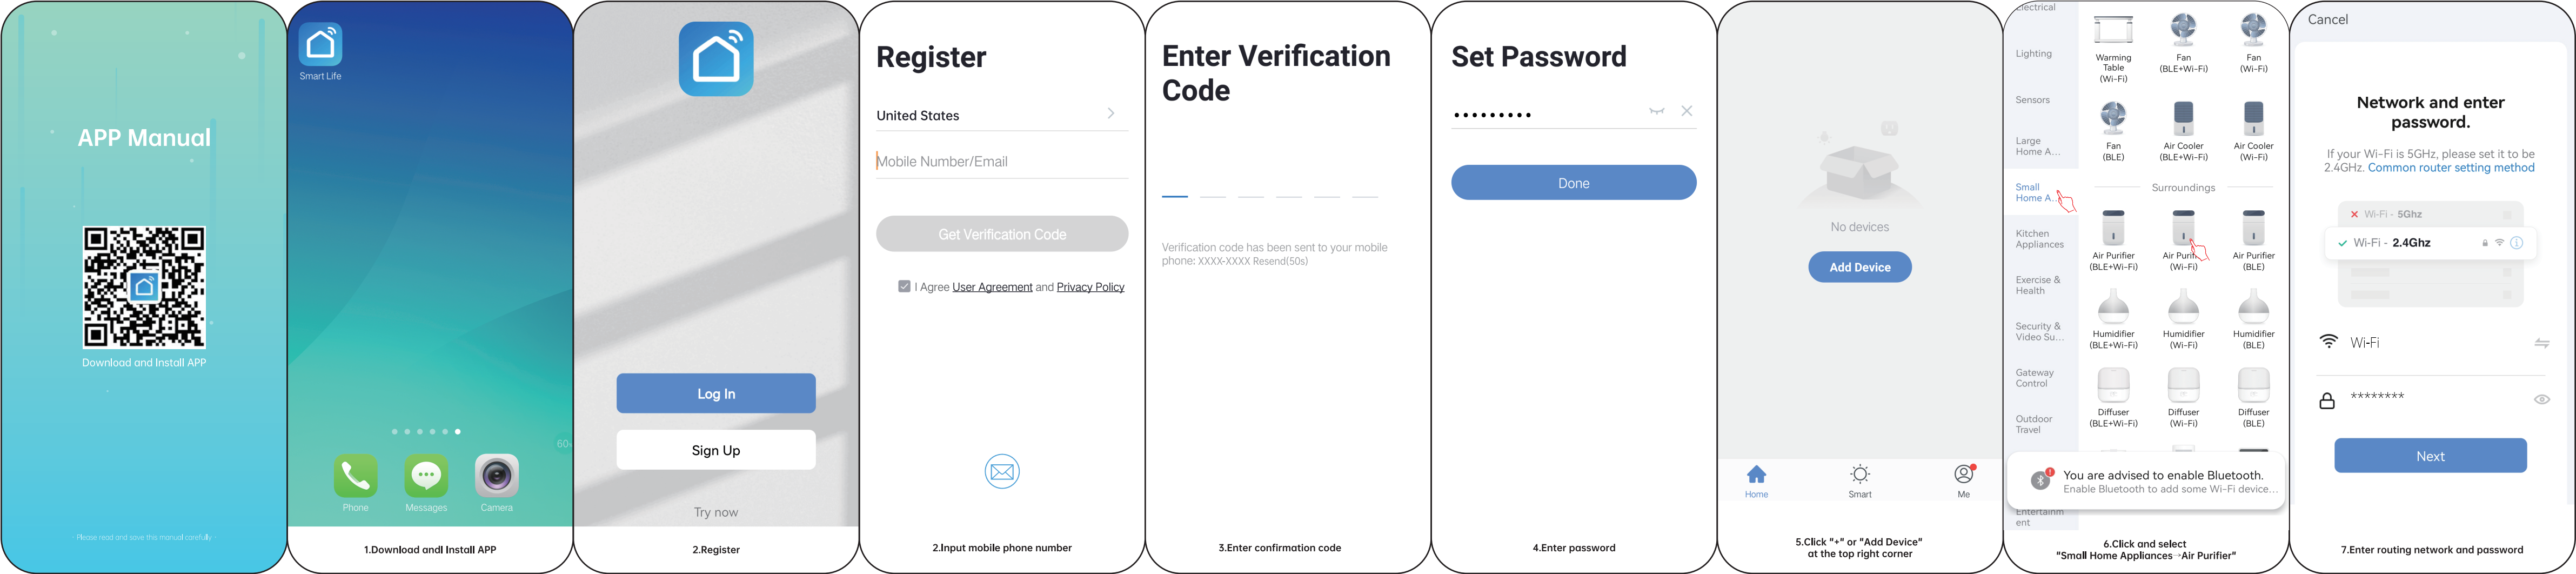 APP Manual
Download and Install APP
· Please read and save this manual carefully ·
Smart Life
60
Phone
Messages
Camera
1.Download andl Install APP
Log In
Sign Up
Try now
2.Register
Register
United States
Mobile Number/Email
Get Verification Code
I Agree User Agreement and Privacy Policy
2.Input mobile phone number
Enter Verification
Code
Verification code has been sent to your mobile
phone: XXXX-XXXX Resend(50s)
3.Enter confirmation code
Set Password
•••••••••
Done
4.Enter password
No devices
Add Device
Home
Smart
Me
5.Click "+" or "Add Device"
at the top right corner
Electrical
Lighting
Sensors
Large
Home A...
Small
Home A...
Kitchen
Appliances
Exercise &
Health
Security &
Video Su...
Gateway
Control
Outdoor
Travel
Entertainm
ent
Warming
Table
(Wi-Fi)
Fan
(BLE+Wi-Fi)
Fan
(Wi-Fi)
Fan
(BLE)
Air Cooler
(BLE+Wi-Fi)
Air Cooler
(Wi-Fi)
Surroundings
Air Purifier
(BLE+Wi-Fi)
Air Purifier
(Wi-Fi)
Air Purifier
(BLE)
Humidifier
(BLE+Wi-Fi)
Humidifier
(Wi-Fi)
Humidifier
(BLE)
Diffuser
(BLE+Wi-Fi)
Diffuser
(Wi-Fi)
Diffuser
(BLE)
You are advised to enable Bluetooth.
Enable Bluetooth to add some Wi-Fi device...
6.Click and select
"Small Home Appliances→Air Purifier"
Cancel
Network and enter
password.
If your Wi-Fi is 5GHz, please set it to be
2.4GHz. Common router setting method
Wi-Fi - 5Ghz
Wi-Fi - 2.4Ghz
Wi-Fi
********
Next
7.Enter routing network and password